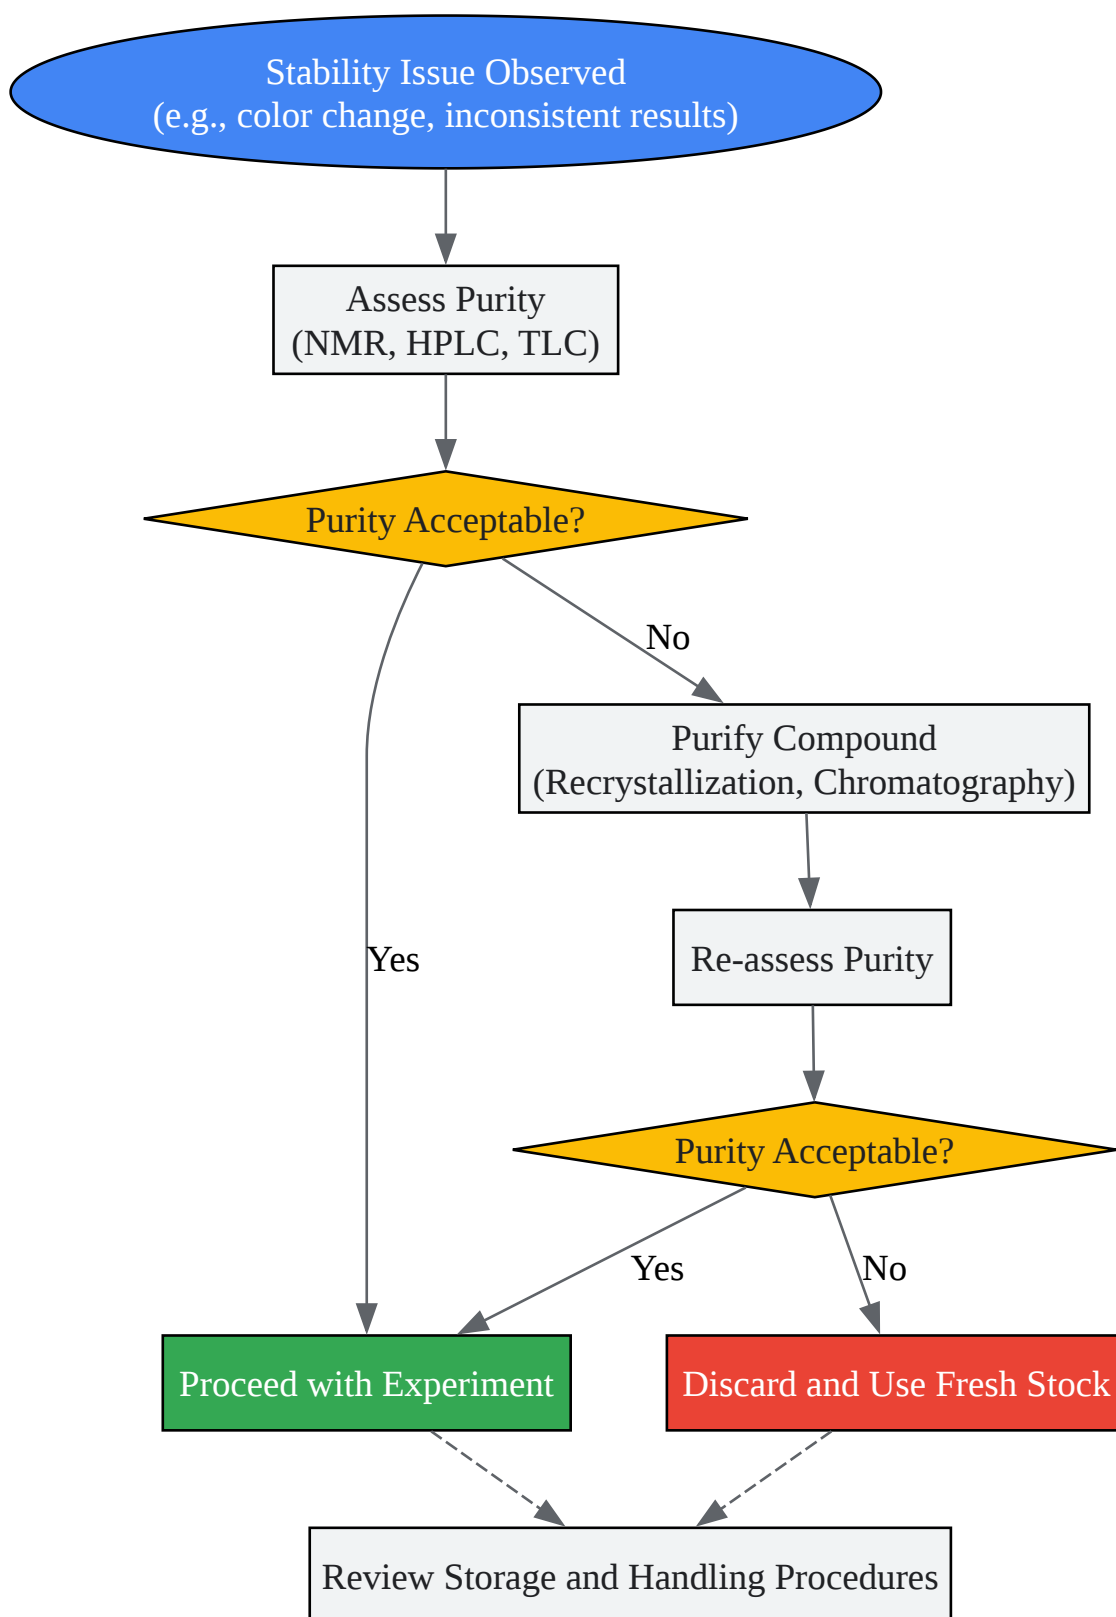 Stability Issue Observed
(e.g., color change, inconsistent results)
Assess Purity
(NMR, HPLC, TLC)
Purity Acceptable?
No
Purify Compound
(Recrystallization, Chromatography)
Yes
Re-assess Purity
Purity Acceptable?
Yes
No
Proceed with Experiment
Discard and Use Fresh Stock
Review Storage and Handling Procedures